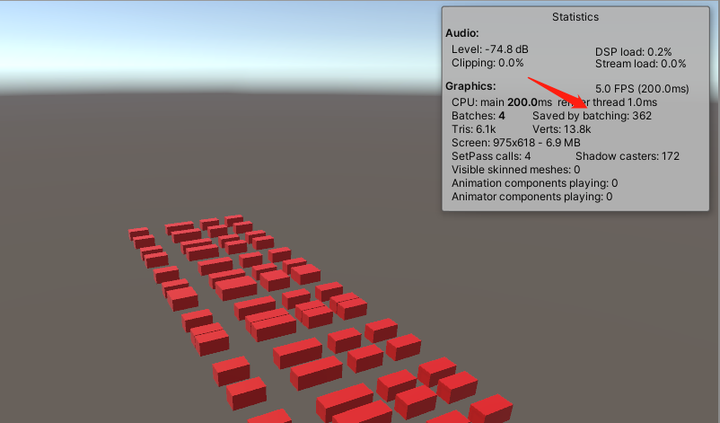 Statistics
Audio:
Level: -74.8 dB
DSP load: 0.2%
Clipping: 0.0%
Stream load: 0.0%
Graphics:
5.0 FPS (200.0ms)
CPU: main 200.0ms render thread 1.0ms
Batches: 4
Saved by batching: 362
Tris: 6.1k
Verts: 13.8k
Screen: 975x618 - 6.9 MB
SetPass calls: 4
Shadow casters: 172
Visible skinned meshes: 0
Animation components playing: 0
Animator components playing: 0